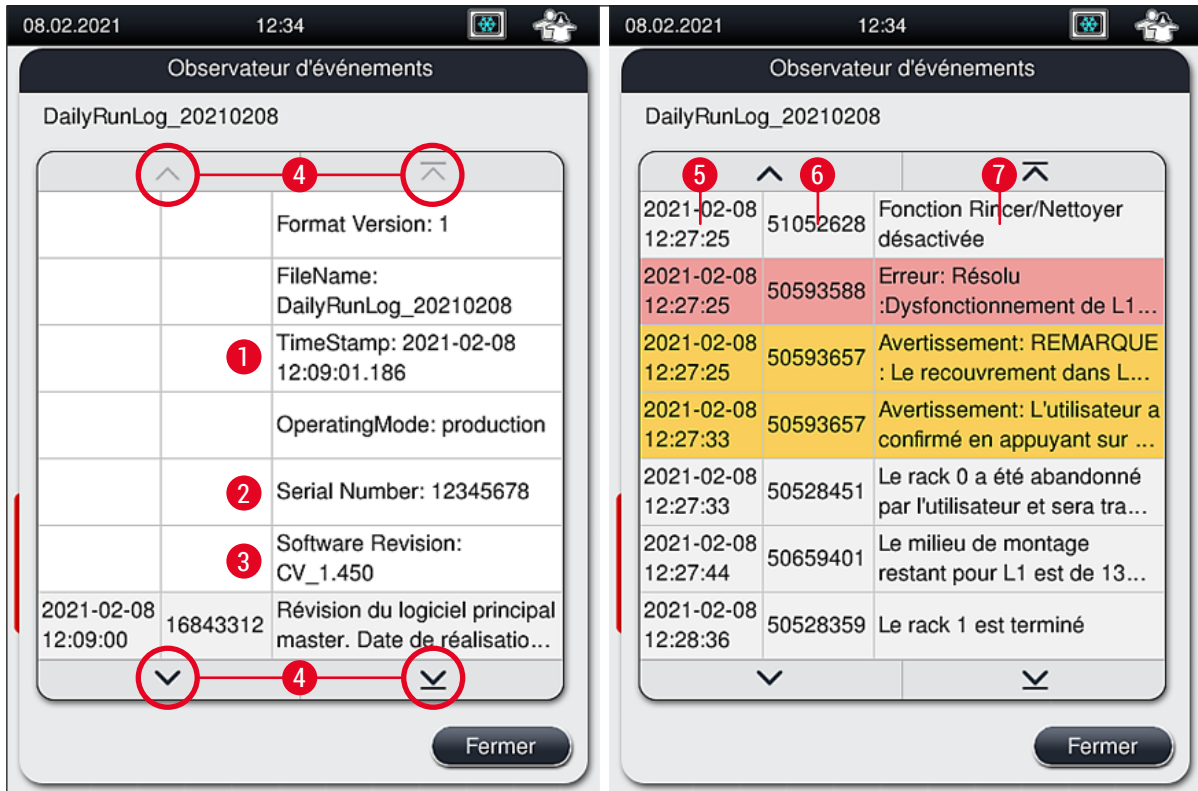 08.02.2021 12:34
Observateur d'événements
DailyRunLog_20210208
4
Format Version: 1
FileName:
DailyRunLog_20210208
1
TimeStamp: 2021-02-08
12:09:01.186
OperatingMode: production
2
Serial Number: 12345678
3
Software Revision:
CV_1.450
2021-02-08
12:09:00
16843312
Révision du logiciel principal
master. Date de réalisatio...
4
Fermer
08.02.2021 12:34
Observateur d'événements
DailyRunLog_20210208
5 6 7
2021-02-08
12:27:25
51052628
Fonction Rincer/Nettoyer
désactivée
2021-02-08
12:27:25
50593588
Erreur: Résolu
:Dysfonctionnement de L1...
2021-02-08
12:27:25
50593657
Avertissement: REMARQUE
: Le recouvrement dans L...
2021-02-08
12:27:33
50593657
Avertissement: L'utilisateur a
confirmé en appuyant sur ...
2021-02-08
12:27:33
50528451
Le rack 0 a été abandonné
par l'utilisateur et sera tra...
2021-02-08
12:27:44
50659401
Le milieu de montage
restant pour L1 est de 13...
2021-02-08
12:28:36
50528359
Le rack 1 est terminé
Fermer